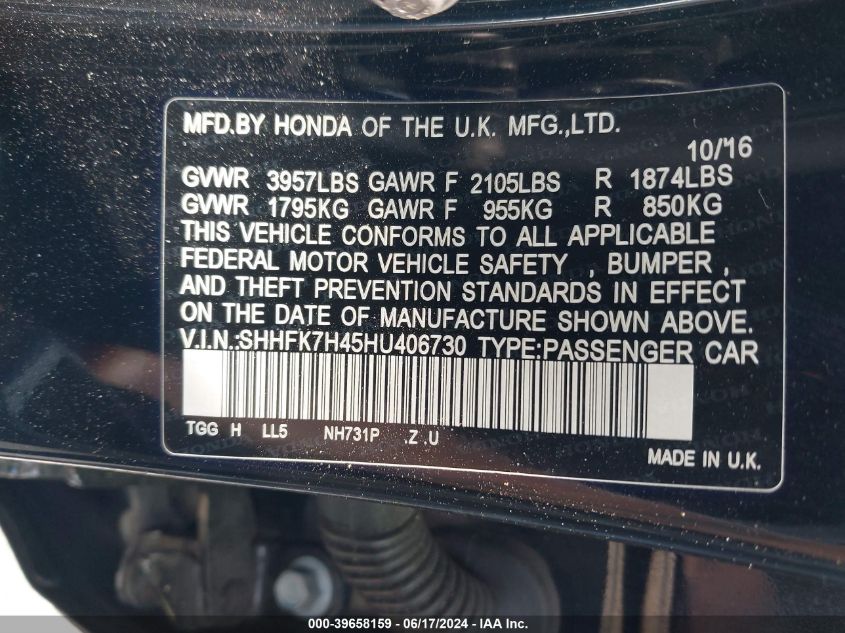 MFD.BY HONDA OF THE U.K. MFG.,LTD.
10/16
GVWR 3957LBS GAWR F 2105LBS R 1874LBS
GVWR 1795KG GAWR F 955KG R 850KG
THIS VEHICLE CONFORMS TO ALL APPLICABLE
FEDERAL MOTOR VEHICLE SAFETY , BUMPER ,
AND THEFT PREVENTION STANDARDS IN EFFECT
ON THE DATE OF MANUFACTURE SHOWN ABOVE.
V.I.N.:SHHFK7H45HU406730 TYPE:PASSENGER CAR
TGG H LL5 NH731P .Z .U
MADE IN U.K.
000-39658159 — 06/17/2024 — IAA Inc.